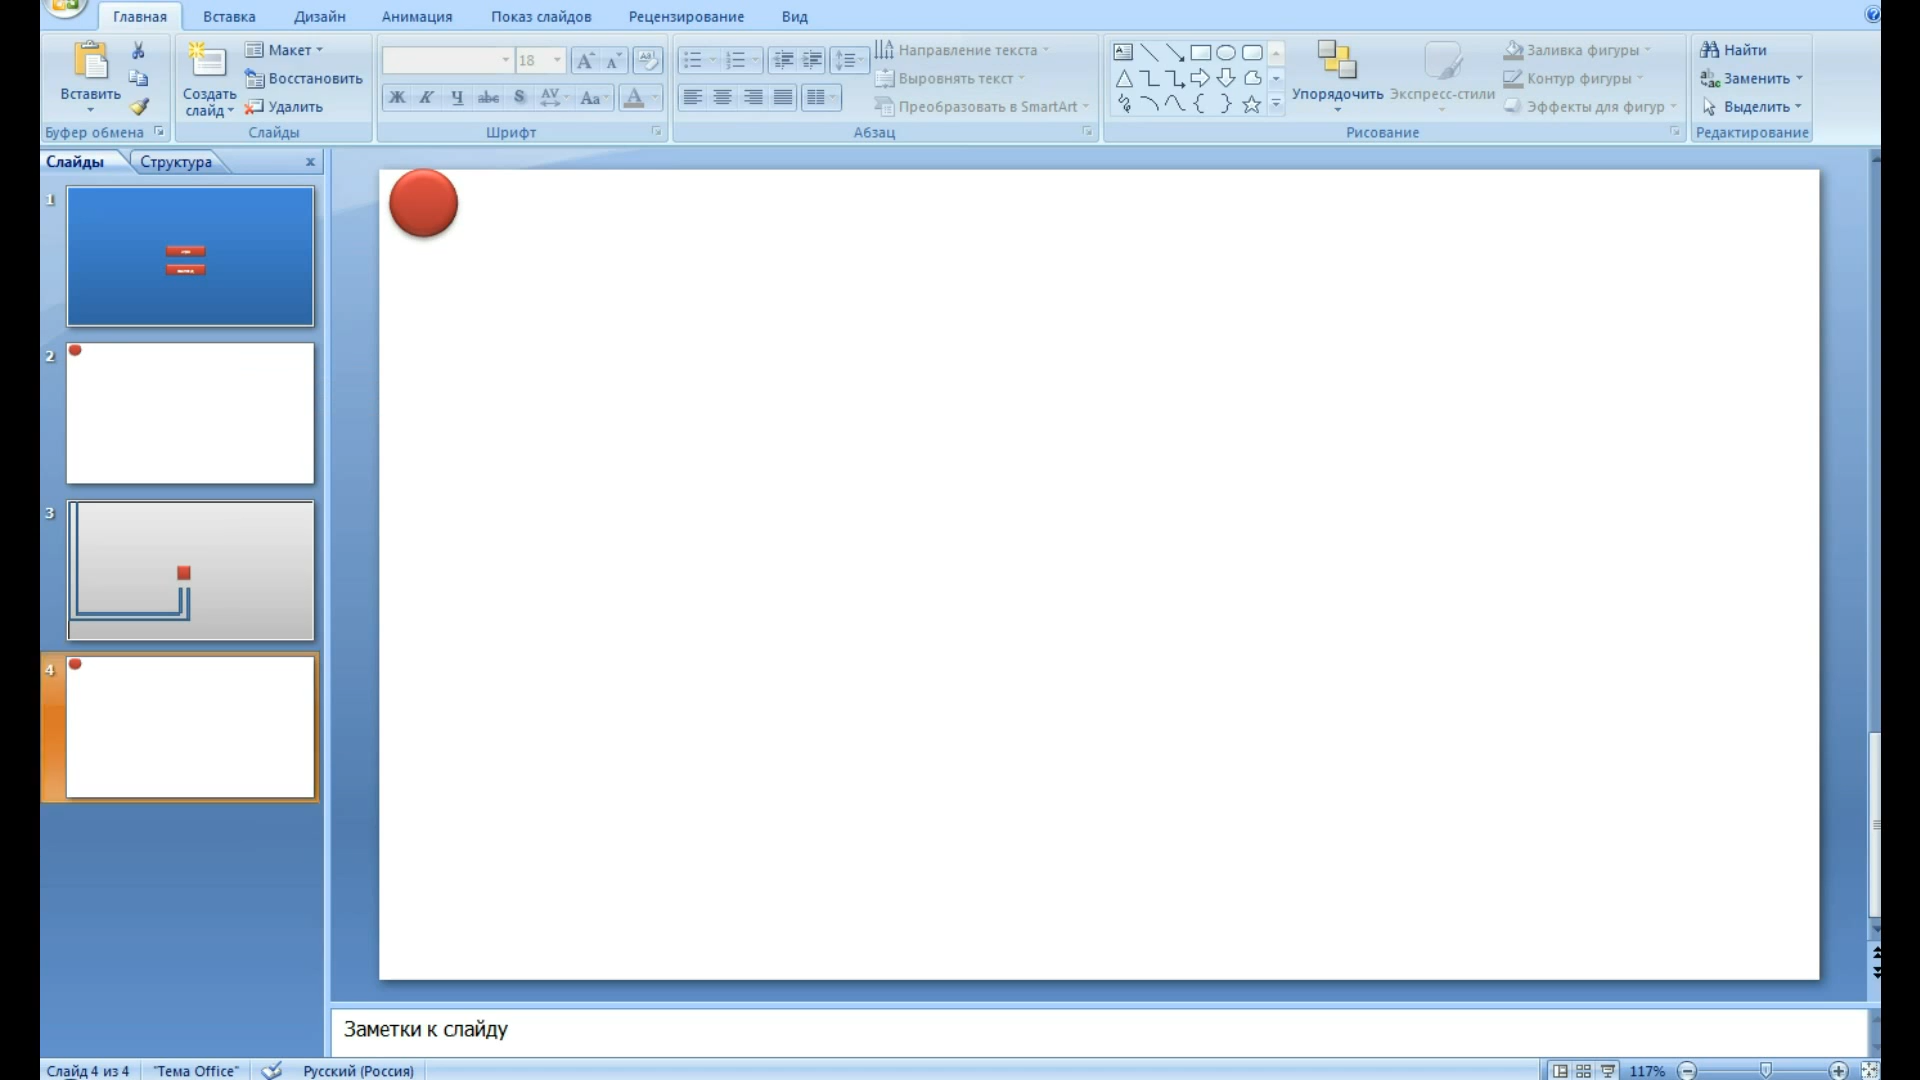 Главная Вставка Дизайн Анимация Показ слайдов Рецензирование Вид
Вставить
Буфер обмена
Создать слайд
Макет
Восстановить
Удалить
Слайды
18
Ж К Ч abc S AV Aa А
Шрифт
Направление текста
Выровнять текст
Преобразовать в SmartArt
Абзац
Упорядочить
Экспресс-стили
Заливка фигуры
Контур фигуры
Эффекты для фигур
Рисование
Найти
Заменить
Выделить
Редактирование
Слайды Структура x
1
2
3
4
Заметки к слайду
Слайд 4 из 4 "Тема Office" Русский (Россия) 117%